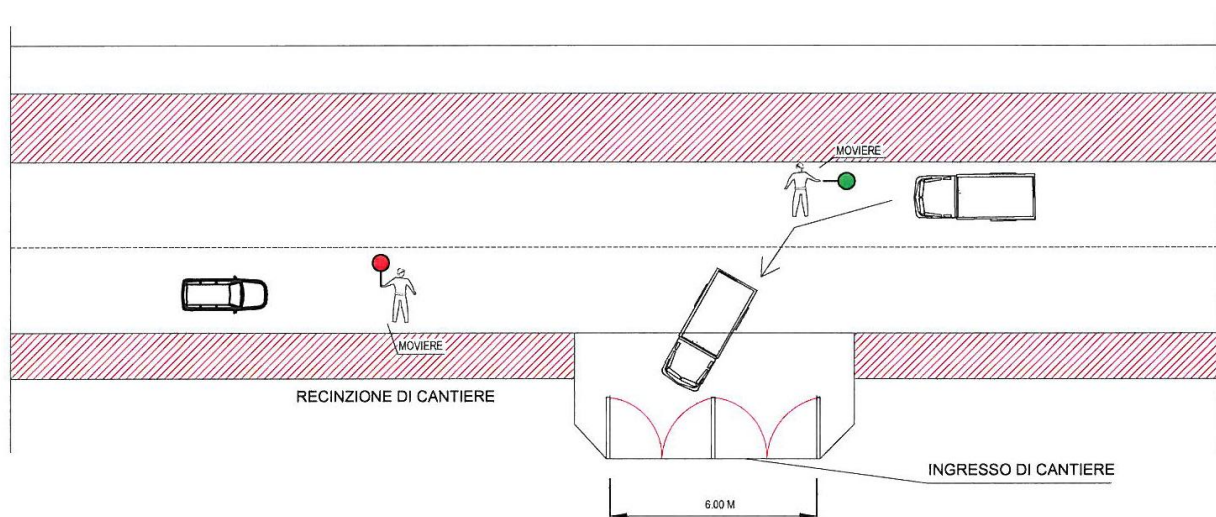 MOVIERE
MOVIERE
RECINZIONE DI CANTIERE
INGRESSO DI CANTIERE
6.00 M